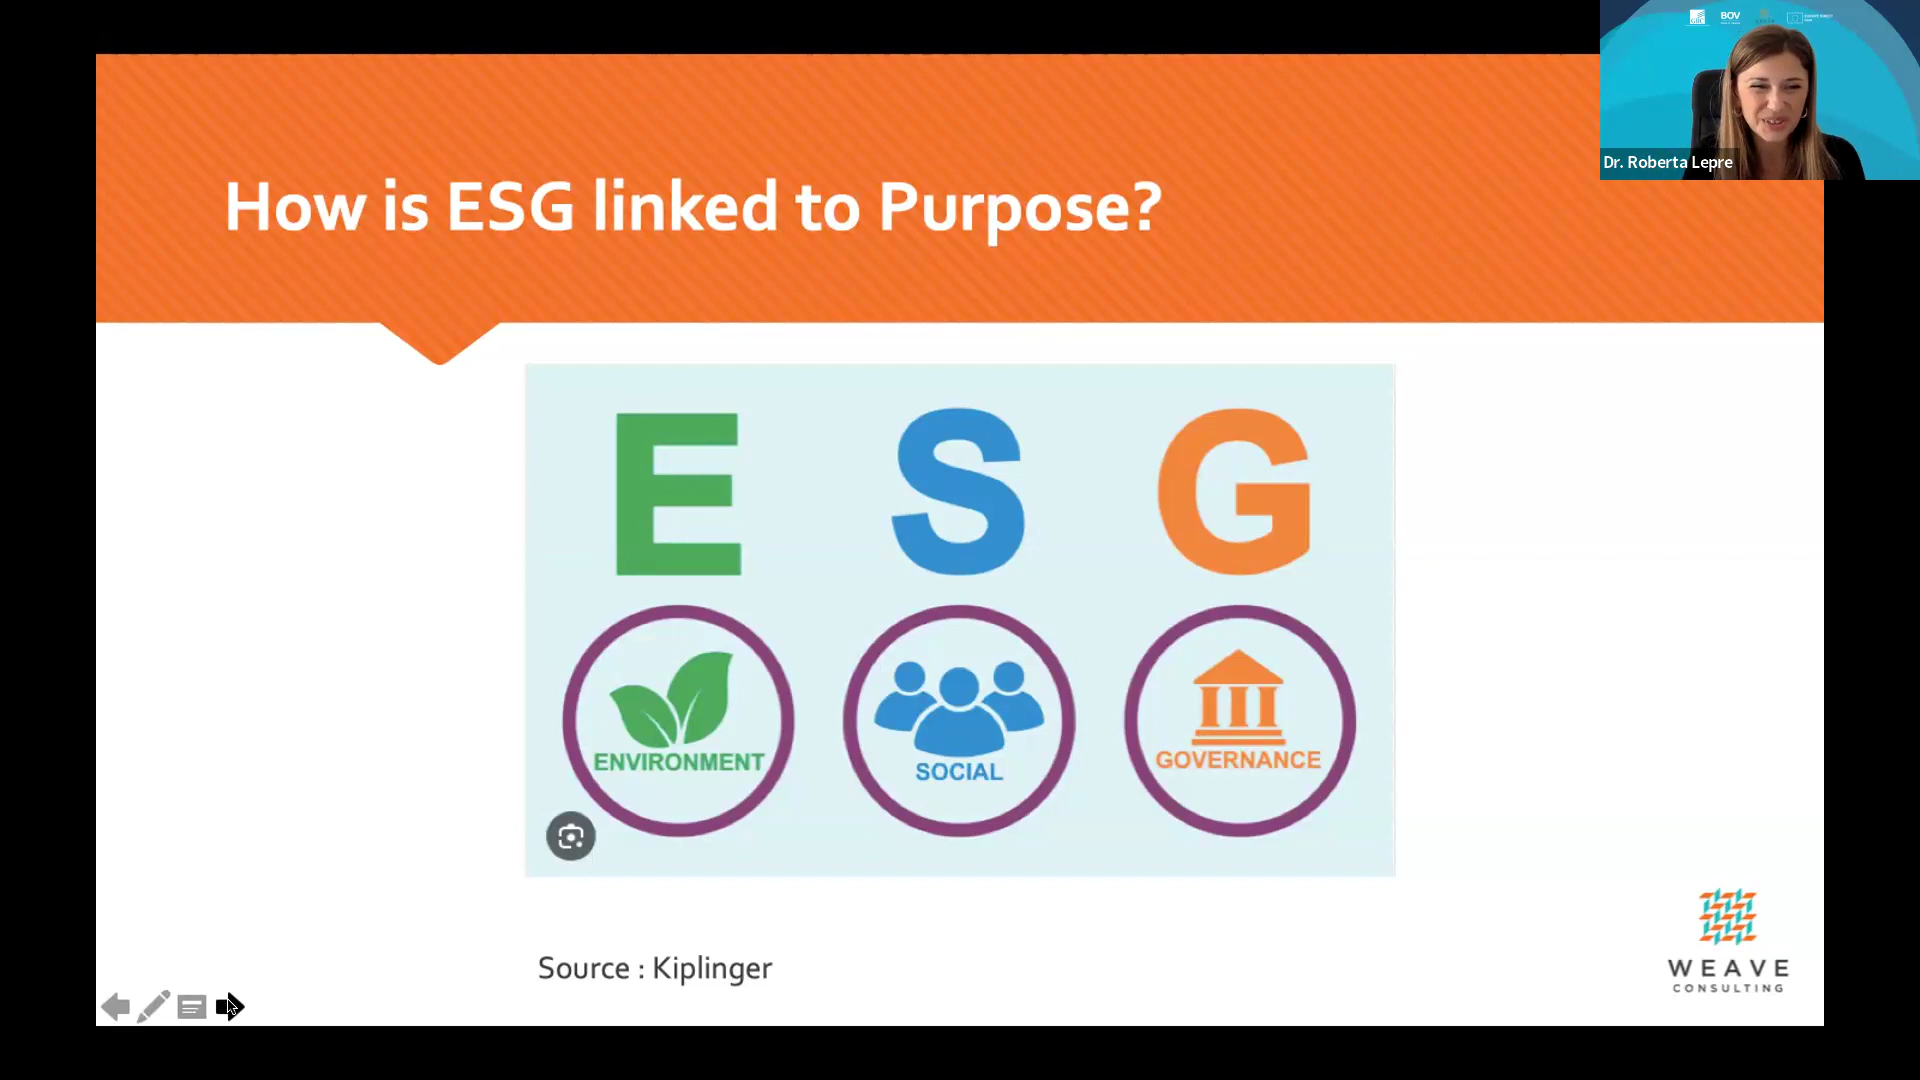 BOV
Dr. Roberta Lepre
How is ESG linked to Purpose?
E S G
ENVIRONMENT
SOCIAL
GOVERNANCE
Source : Kiplinger
WEAVE
CONSULTING